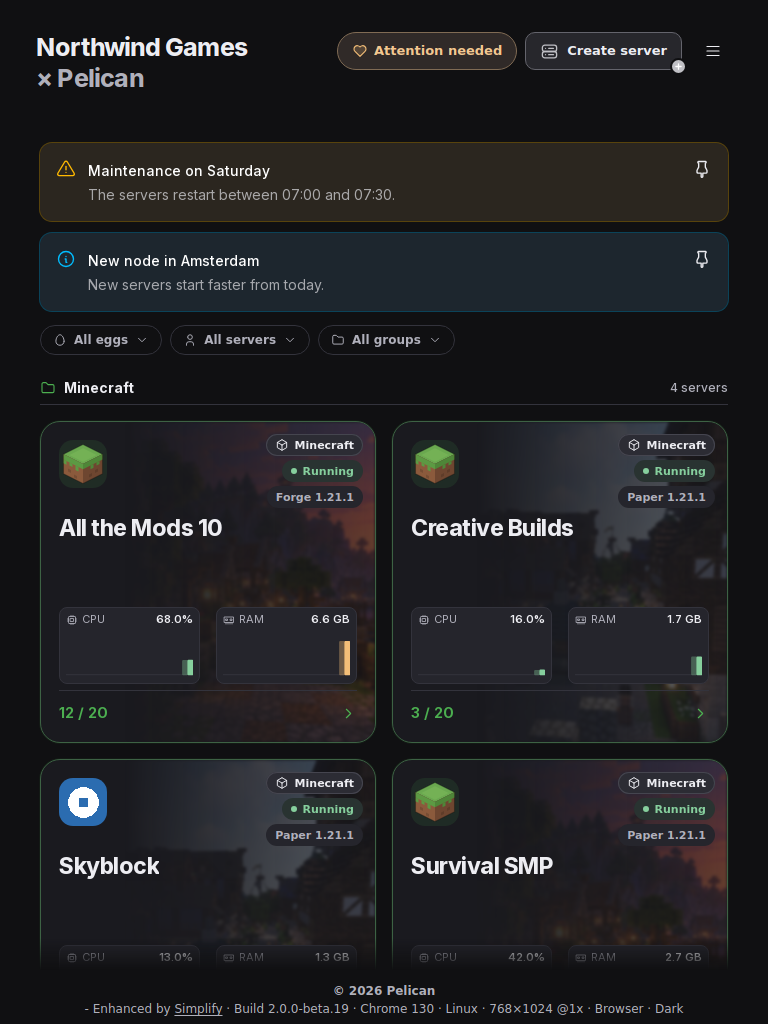 Northwind Games
× Pelican
Attention needed
Create server
Maintenance on Saturday
The servers restart between 07:00 and 07:30.
New node in Amsterdam
New servers start faster from today.
All eggs
All servers
All groups
Minecraft
4 servers
Minecraft
Running
Forge 1.21.1
All the Mods 10
CPU
68.0%
RAM
6.6 GB
12 / 20
Minecraft
Running
Paper 1.21.1
Creative Builds
CPU
16.0%
RAM
1.7 GB
3 / 20
Minecraft
Running
Paper 1.21.1
Skyblock
CPU
13.0%
RAM
1.3 GB
Minecraft
Running
Paper 1.21.1
Survival SMP
CPU
42.0%
RAM
2.7 GB
© 2026 Pelican
- Enhanced by Simplify · Build 2.0.0-beta.19 · Chrome 130 · Linux · 768×1024 @1x · Browser · Dark